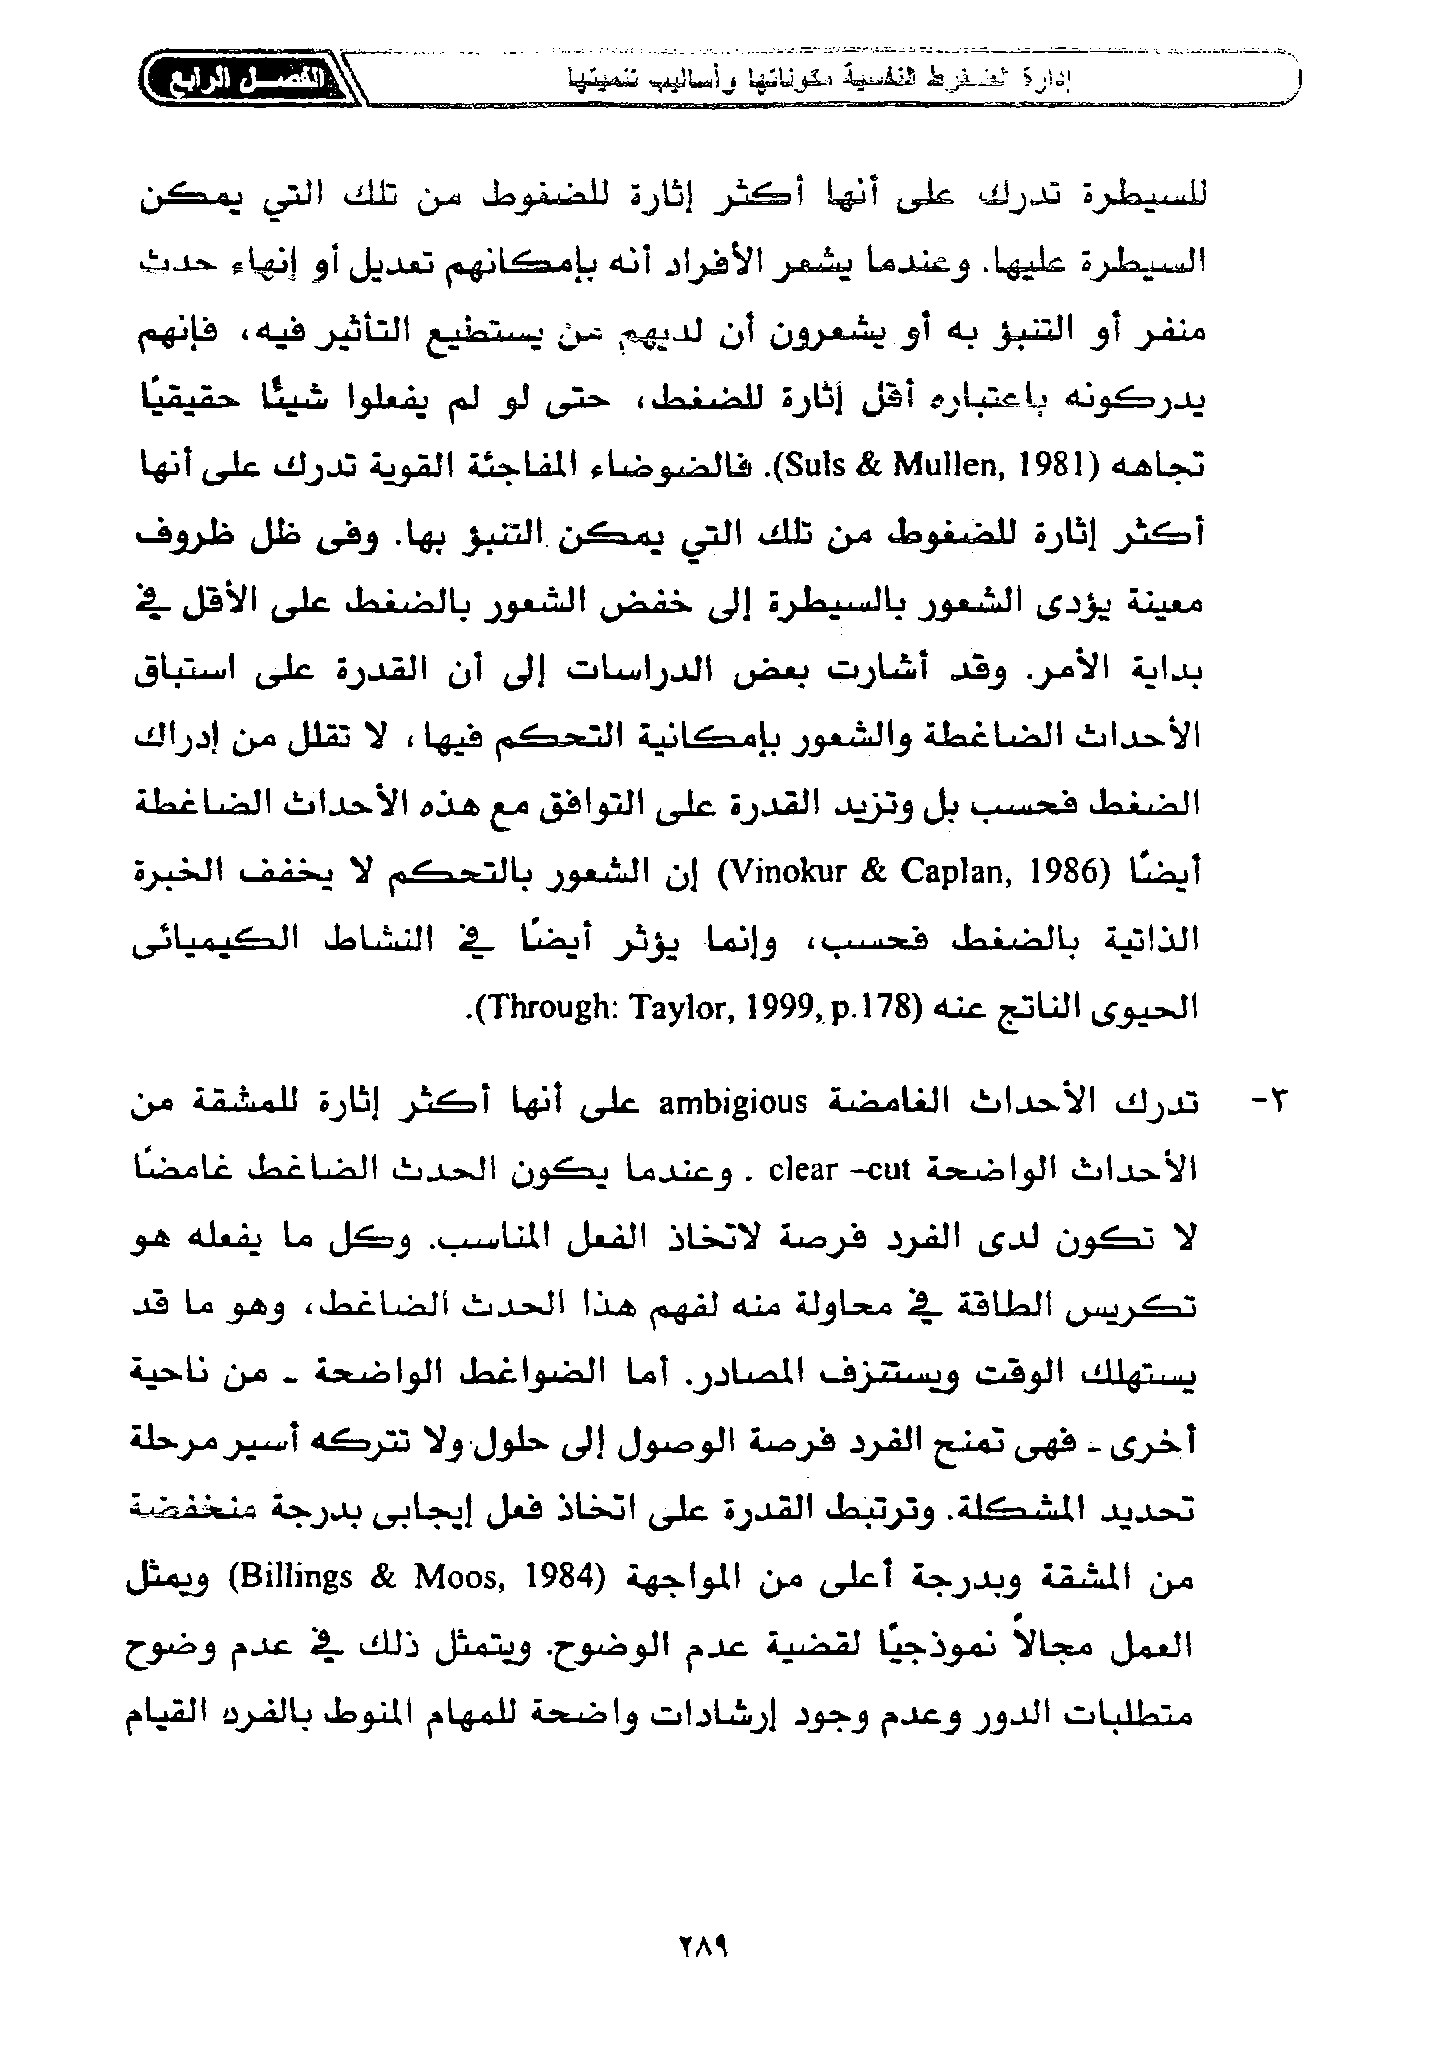 إدارة الضغوط النفسية مكوناتها وأساليب تنميتها
الفصل الرابع
للسيطرة تدرك على أنها أكثر إثارة للضغوط من تلك التي يمكن
السيطرة عليها. وعندما يشعر الأفراد أنه بإمكانهم تعديل أو إنهاء حدث
منفر أو التنبؤ به أو يشعرون أن لديهم من يستطيع التأثير فيه، فإنهم
يدركونه باعتباره أقل إثارة للضغط، حتى لو لم يفعلوا شيئًا حقيقيًا
تجاهه (Suls & Mullen, 1981). فالضوضاء المفاجئة القوية تدرك على أنها
أكثر إثارة للضغوط من تلك التي يمكن التنبؤ بها. وفى ظل ظروف
معينة يؤدى الشعور بالسيطرة إلى خفض الشعور بالضغط على الأقل في
بداية الأمر. وقد أشارت بعض الدراسات إلى أن القدرة على استباق
الأحداث الضاغطة والشعور بإمكانية التحكم فيها، لا تقلل من إدراك
الضغط فحسب بل وتزيد القدرة على التوافق مع هذه الأحداث الضاغطة
أيضًا (Vinokur & Caplan, 1986) إن الشعور بالتحكم لا يخفف الخبرة
الذاتية بالضغط فحسب، وإنما يؤثر أيضًا في النشاط الكيميائى
الحيوى الناتج عنه (Through: Taylor, 1999, p.178).
٣- تدرك الأحداث الغامضة ambigious على أنها أكثر إثارة للمشقة من
الأحداث الواضحة clear –cut . وعندما يكون الحدث الضاغط غامضًا
لا تكون لدى الفرد فرصة لاتخاذ الفعل المناسب. وكل ما يفعله هو
تكريس الطاقة في محاولة منه لفهم هذا الحدث الضاغط، وهو ما قد
يستهلك الوقت ويستنزف المصادر. أما الضواغط الواضحة - من ناحية
أخرى - فهى تمنح الفرد فرصة الوصول إلى حلول ولا تتركه أسير مرحلة
تحديد المشكلة. وترتبط القدرة على اتخاذ فعل إيجابى بدرجة منخفضة
من المشقة وبدرجة أعلى من المواجهة (Billings & Moos, 1984) ويمثل
العمل مجالاً نموذجيًا لقضية عدم الوضوح. ويتمثل ذلك في عدم وضوح
متطلبات الدور وعدم وجود إرشادات واضحة للمهام المنوط بالفرد القيام
٢٨٩